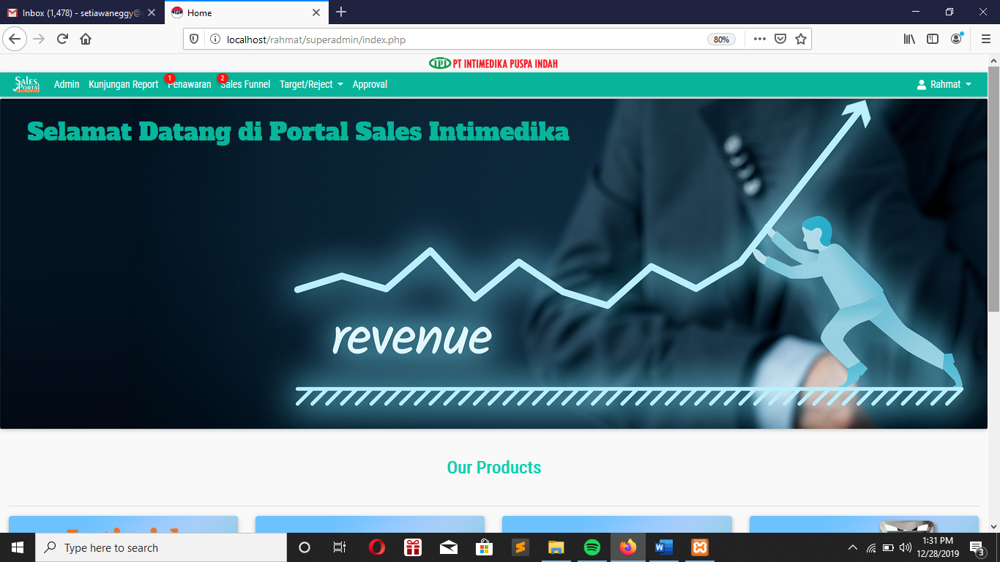 Inbox (1,478) - setiawaneggy@
Home
localhost/rahmat/superadmin/index.php
80%
IPI PT INTIMEDIKA PUSPA INDAH
Sales Portal INTIMEDIKA
Admin Kunjungan Report 1 Penawaran 2 Sales Funnel Target/Reject Approval Rahmat
Selamat Datang di Portal Sales Intimedika
revenue
Our Products
Type here to search
1:31 PM
12/28/2019
3